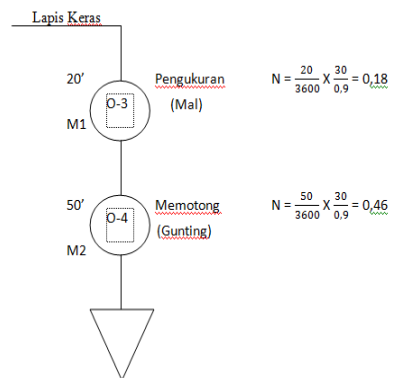 Lapis Keras
20’ Pengukuran N = 20/3600 X 30/0,9 = 0,18
O-3 (Mal)
M1
50’ Memotong N = 50/3600 X 30/0,9 = 0,46
O-4 (Gunting)
M2